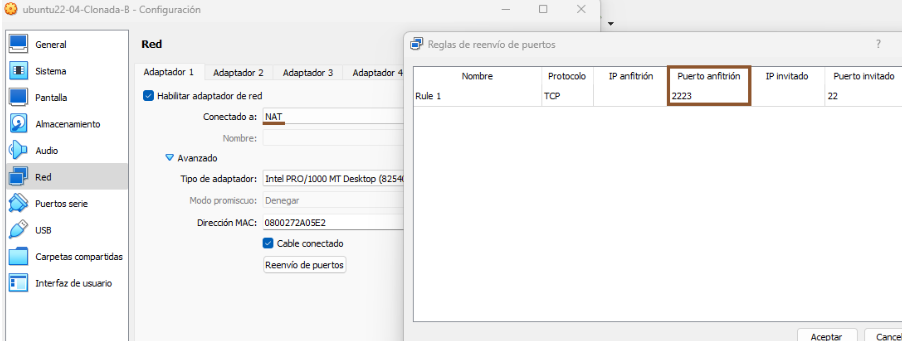 ubuntu22-04-Clonada-B - Configuración
General
Sistema
Pantalla
Almacenamiento
Audio
Red
Puertos serie
USB
Carpetas compartidas
Interfaz de usuario
Red
Adaptador 1 Adaptador 2 Adaptador 3 Adaptador 4
Habilitar adaptador de red
Conectado a: NAT
Nombre:
Avanzado
Tipo de adaptador: Intel PRO/1000 MT Desktop (8254
Modo promiscuo: Denegar
Dirección MAC: 0800272A05E2
Cable conectado
Reenvío de puertos
Reglas de reenvío de puertos
?
Nombre Protocolo IP anfitrión Puerto anfitrión IP invitado Puerto invitado
Rule 1 TCP 2223 22
Aceptar Cancel